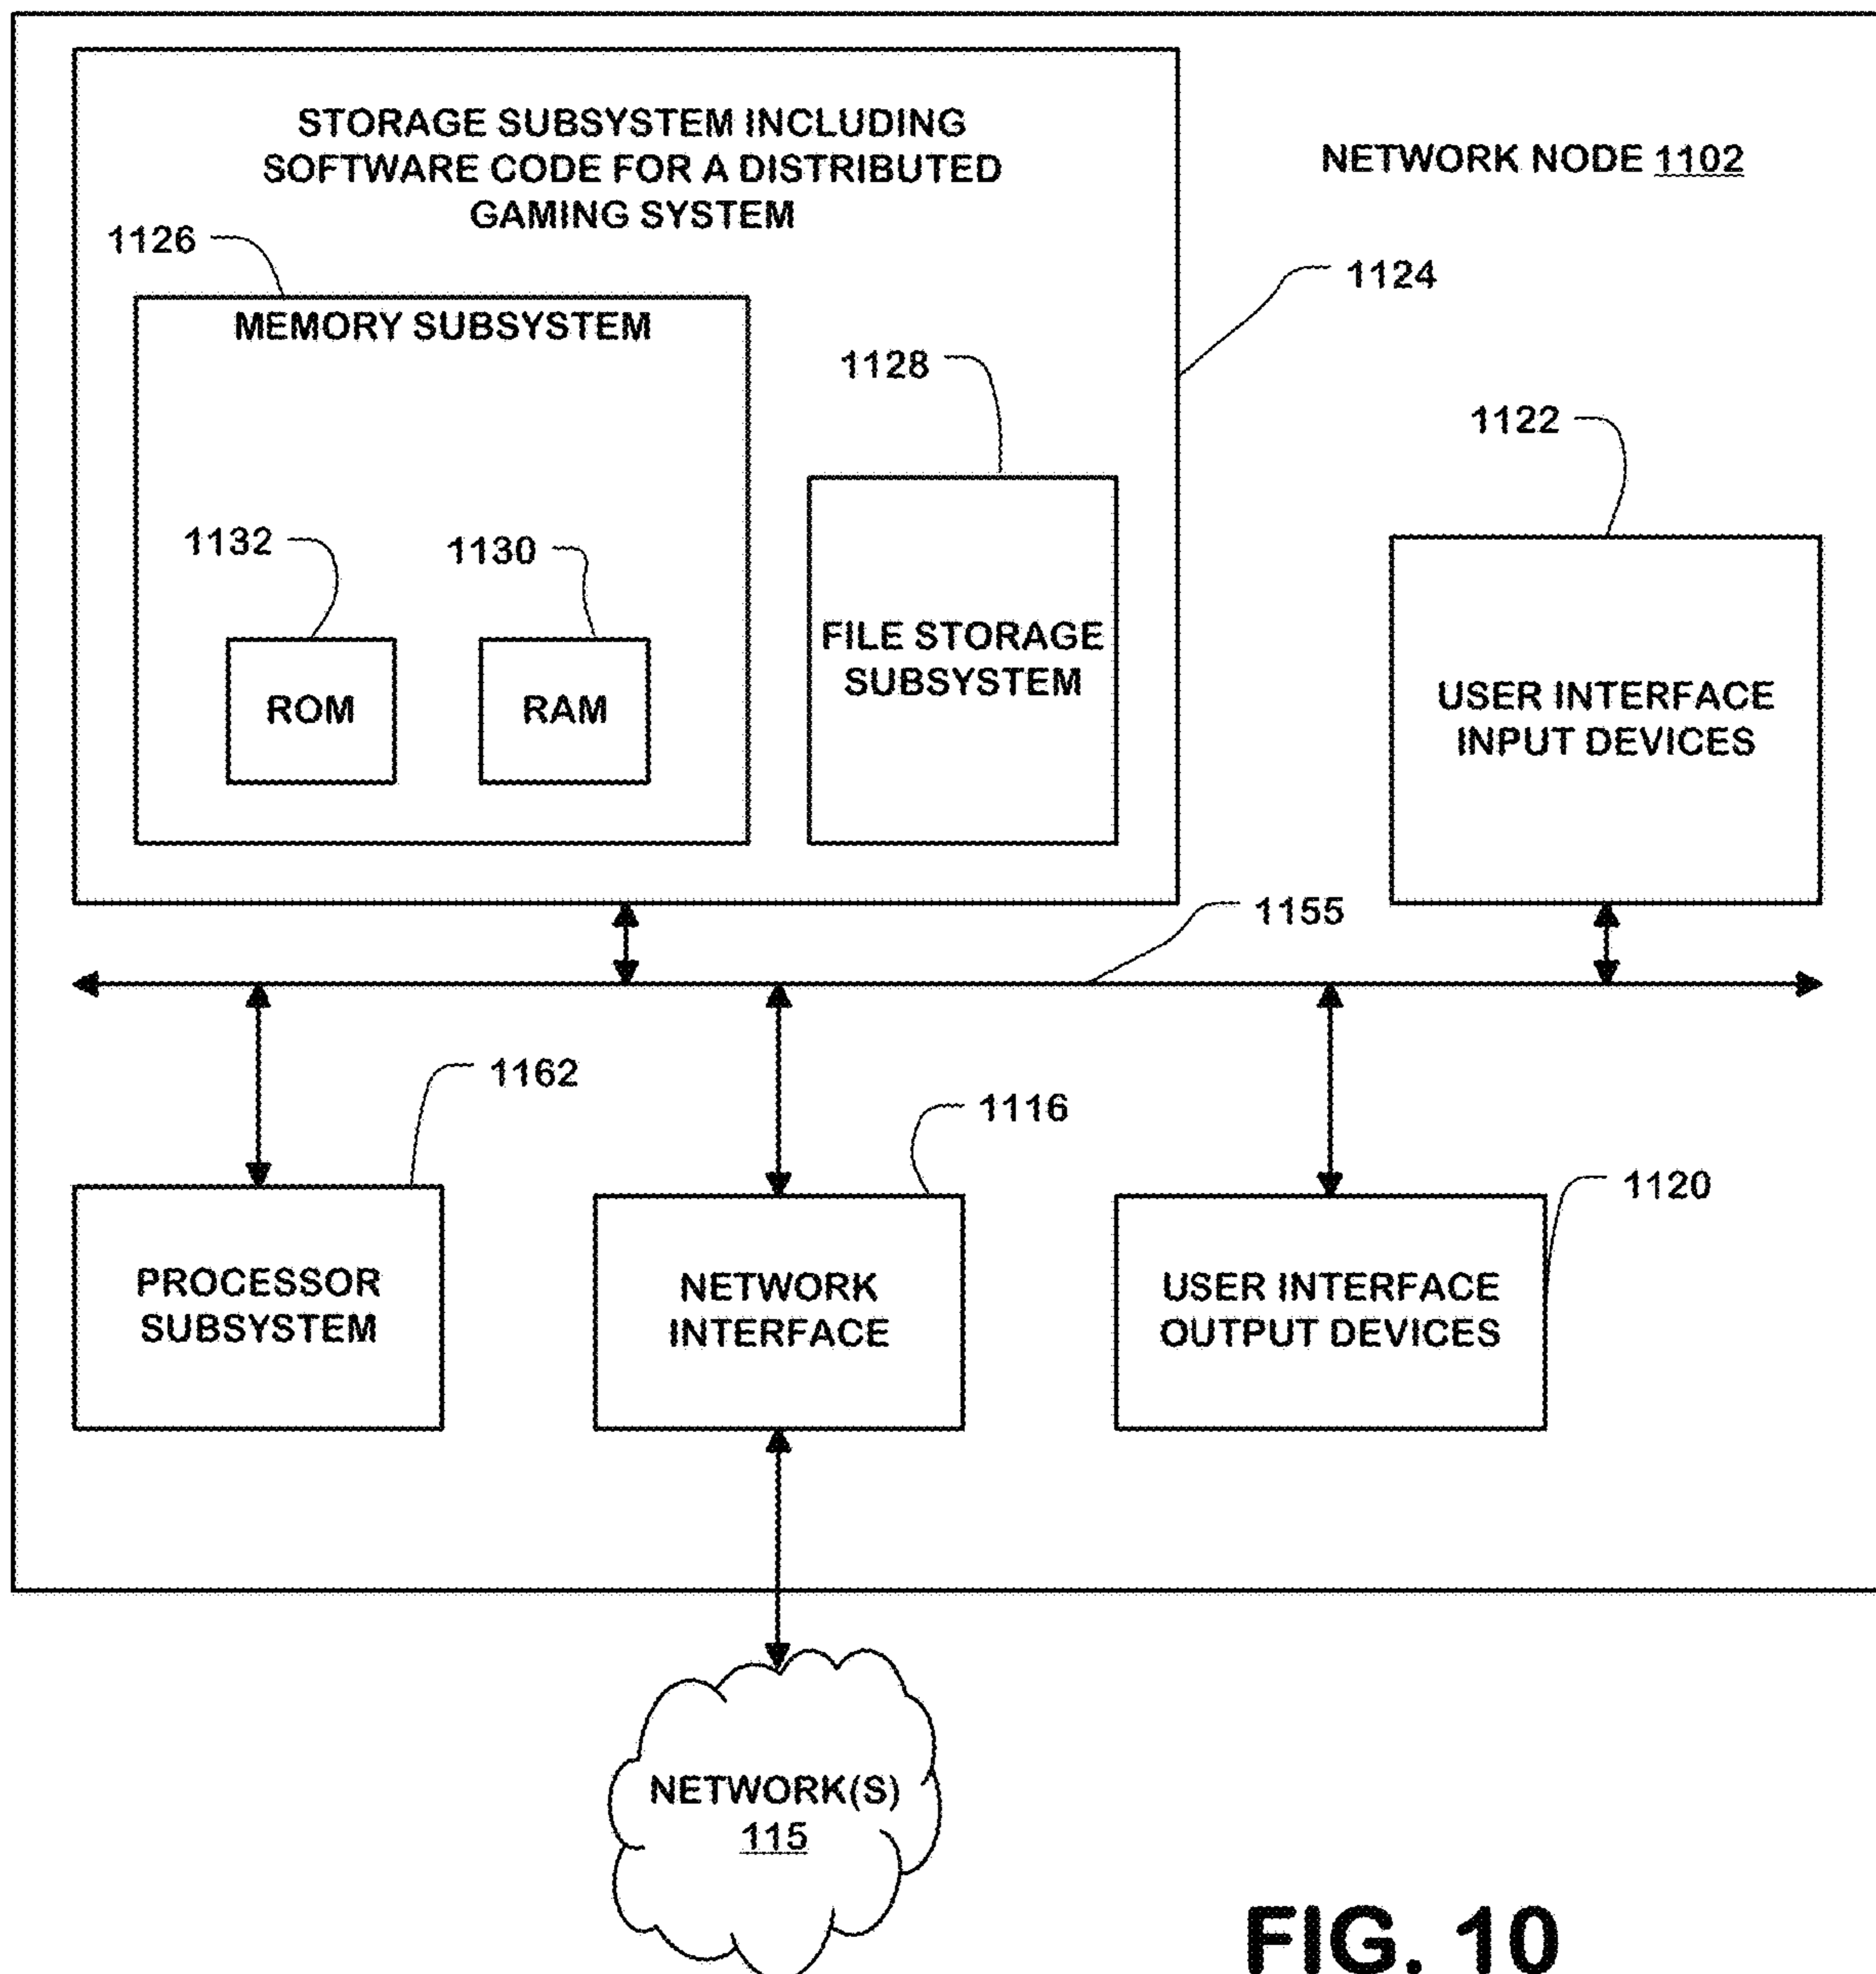 STORAGE SUBSYSTEM INCLUDING
SOFTWARE CODE FOR A DISTRIBUTED
GAMING SYSTEM
NETWORK NODE 1102
1126
1124
MEMORY SUBSYSTEM
1128
1122
1132
1130
FILE STORAGE
SUBSYSTEM
ROM
RAM
USER INTERFACE
INPUT DEVICES
1155
1162
1116
1120
PROCESSOR
SUBSYSTEM
NETWORK
INTERFACE
USER INTERFACE
OUTPUT DEVICES
NETWORK(S)
115
FIG. 10